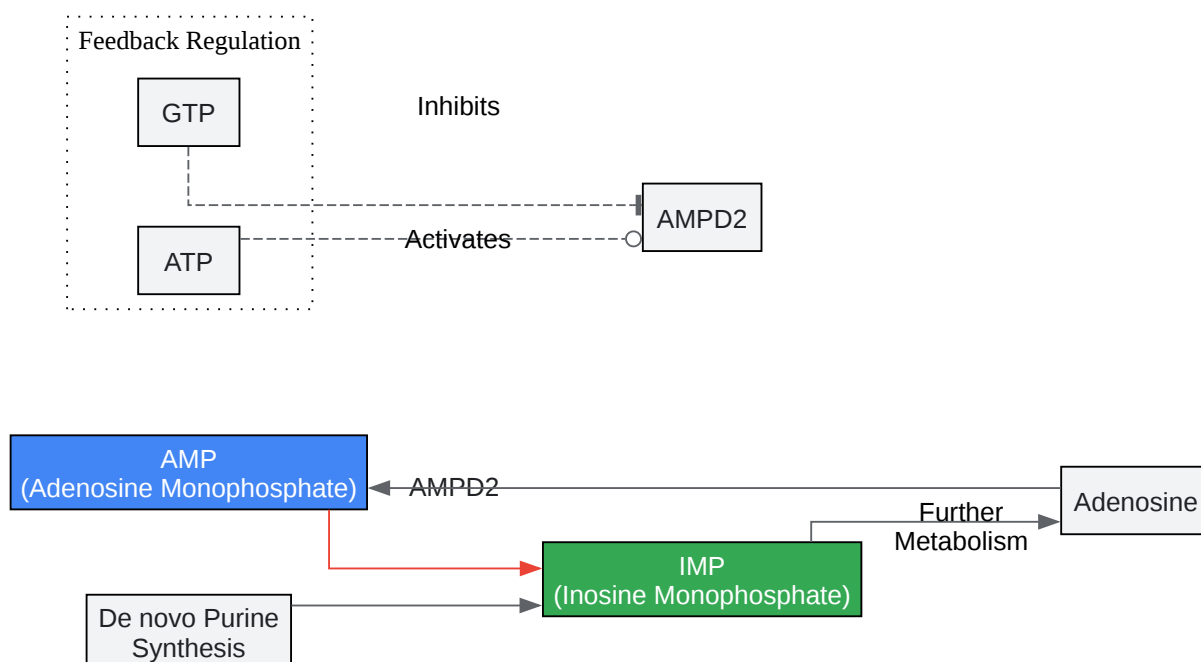 Feedback Regulation
GTP
Inhibits
AMPD2
ATP
Activates
AMP
(Adenosine Monophosphate)
AMPD2
Adenosine
Further
Metabolism
IMP
(Inosine Monophosphate)
De novo Purine
Synthesis